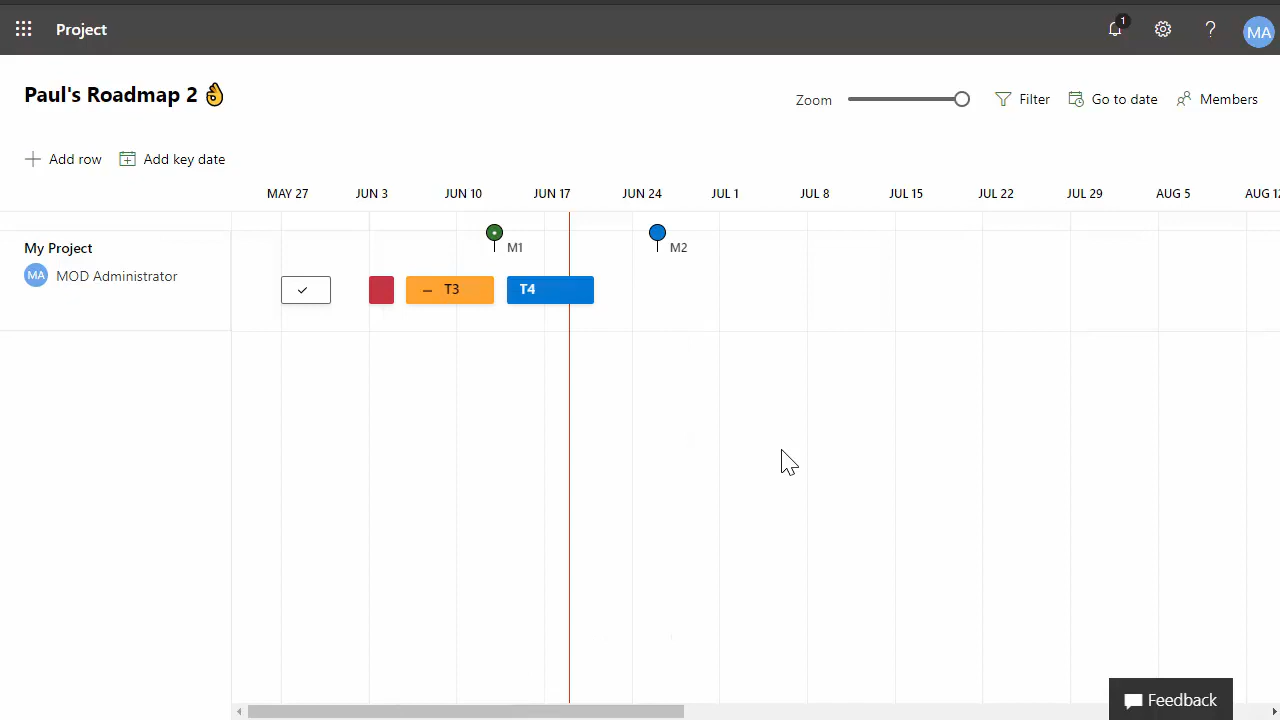 Project
1
MA
Paul's Roadmap 2 👌
Zoom
Filter
Go to date
Members
Add row
Add key date
MAY 27 JUN 3 JUN 10 JUN 17 JUN 24 JUL 1 JUL 8 JUL 15 JUL 22 JUL 29 AUG 5 AUG 12
My Project
MA MOD Administrator
M1
M2
T3
T4
Feedback